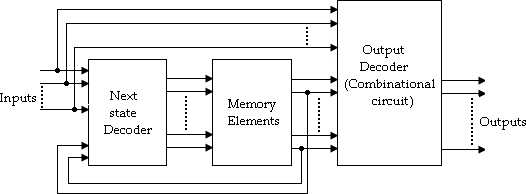 Inputs
Next
state
Decoder
Memory
Elements
Output
Decoder
(Combinational
circuit)
Outputs